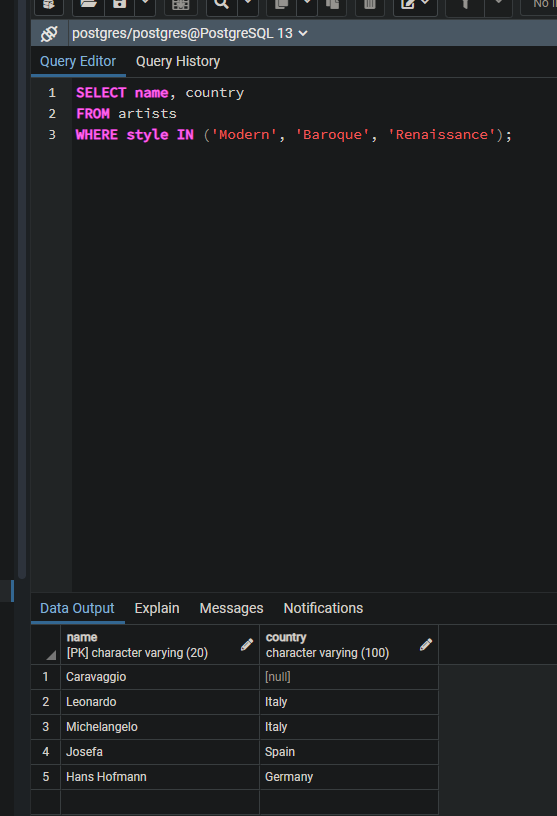 No li
postgres/postgres@PostgreSQL 13
Query Editor Query History
1 SELECT name, country
2 FROM artists
3 WHERE style IN ('Modern', 'Baroque', 'Renaissance');
Data Output Explain Messages Notifications
name country
[PK] character varying (20) character varying (100)
1 Caravaggio [null]
2 Leonardo Italy
3 Michelangelo Italy
4 Josefa Spain
5 Hans Hofmann Germany